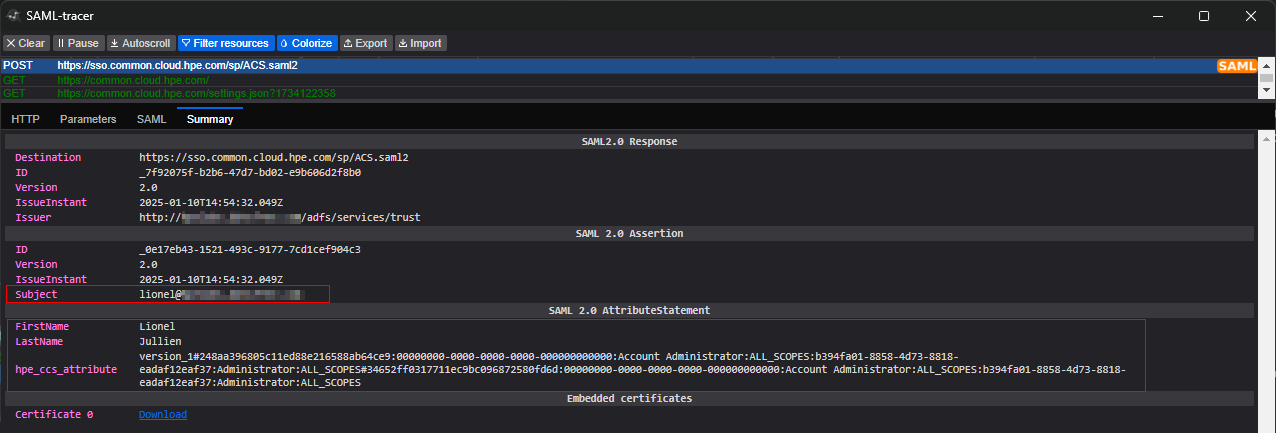 SAML-tracer
Clear Pause Autoscroll Filter resources Colorize Export Import
POST https://sso.common.cloud.hpe.com/sp/ACS.saml2 SAML
GET https://common.cloud.hpe.com/
GET https://common.cloud.hpe.com/settings.json?1734122358
HTTP Parameters SAML Summary
SAML2.0 Response
Destination https://sso.common.cloud.hpe.com/sp/ACS.saml2
ID _7f92075f-b2b6-47d7-bd02-e9b606d2f8b0
Version 2.0
IssueInstant 2025-01-10T14:54:32.049Z
Issuer http:// /adfs/services/trust
SAML 2.0 Assertion
ID _0e17eb43-1521-493c-9177-7cd1cef904c3
Version 2.0
IssueInstant 2025-01-10T14:54:32.049Z
Subject lionel@
SAML 2.0 AttributeStatement
FirstName Lionel
LastName Jullien
version_1#248aa396805c11ed88e216588ab64ce9:00000000-0000-0000-0000-000000000000:Account Administrator:ALL_SCOPES:b394fa01-8858-4d73-8818-
hpe_ccs_attribute eadaf12eaf37:Administrator:ALL_SCOPES#34652ff0317711ec9bc096872580fd6d:00000000-0000-0000-0000-000000000000:Account Administrator:ALL_SCOPES:b394fa01-8858-4d73-8818-
eadaf12eaf37:Administrator:ALL_SCOPES
Embedded certificates
Certificate 0 Download